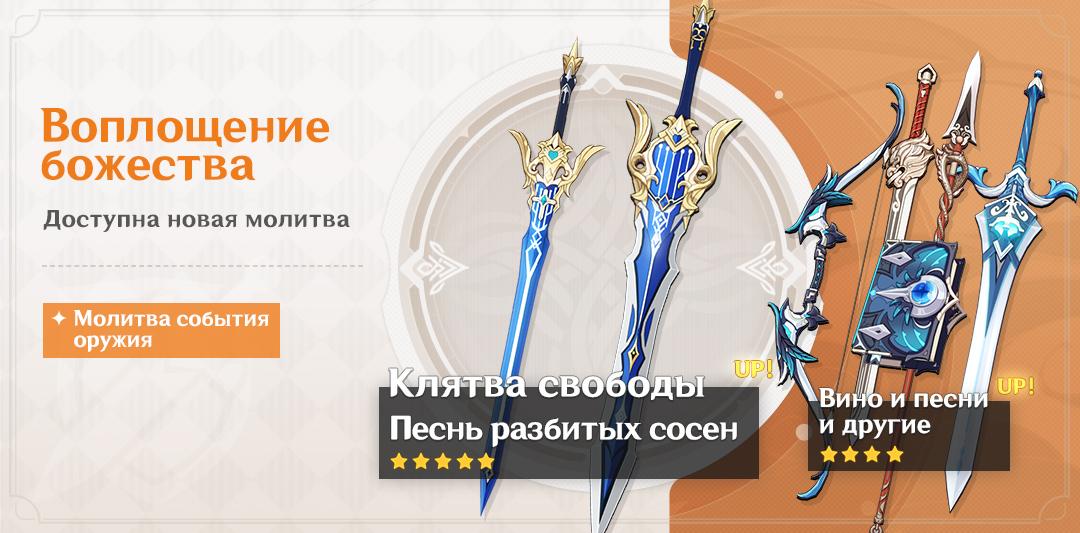 Воплощение
божества
Доступна новая молитва
✦ Молитва события
оружия
Клятва свободы
Песнь разбитых сосен
UP!
Вино и песни
и другие
UP!